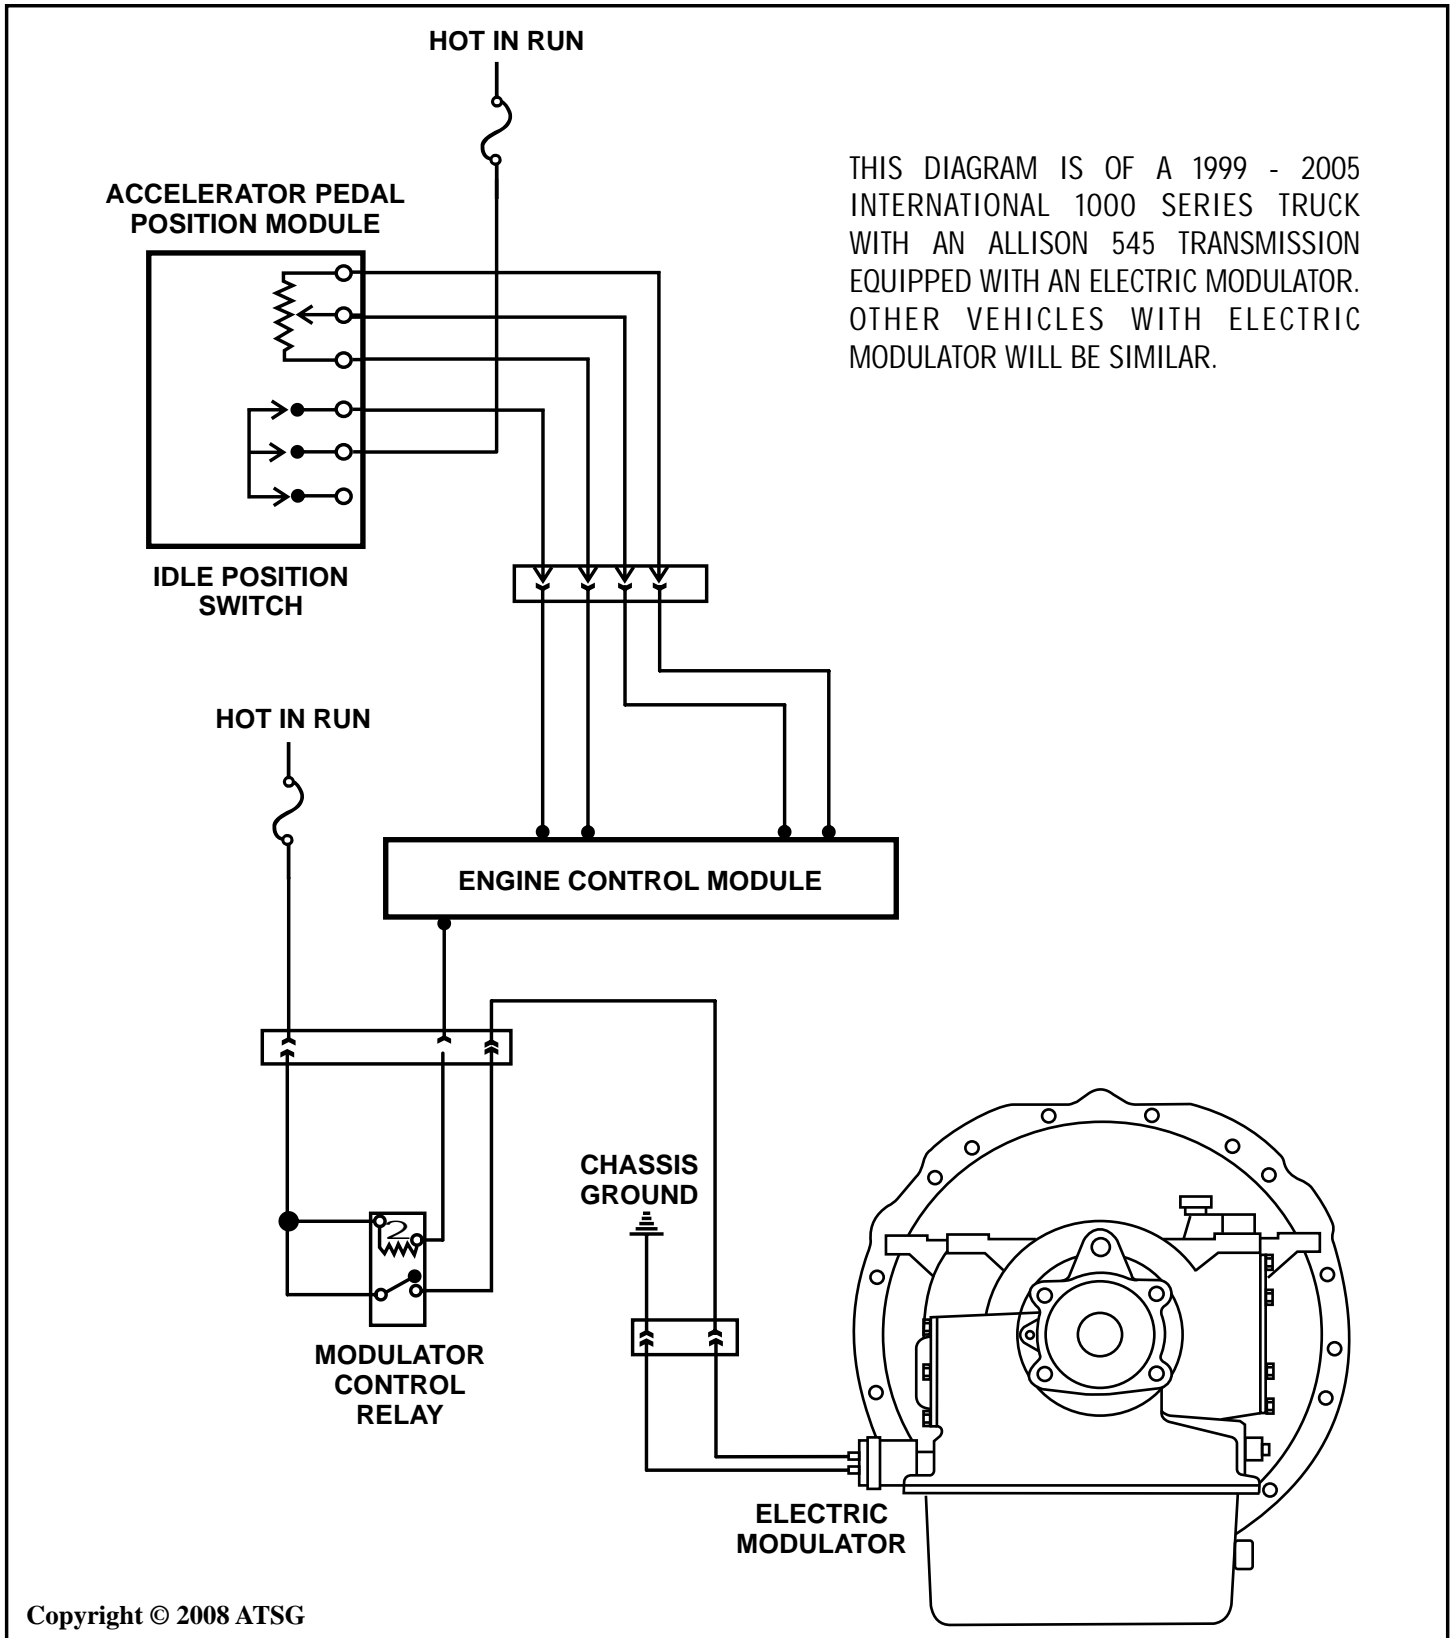 HOT IN RUN
THIS DIAGRAM IS OF A 1999 - 2005
INTERNATIONAL 1000 SERIES TRUCK
WITH AN ALLISON 545 TRANSMISSION
EQUIPPED WITH AN ELECTRIC MODULATOR.
OTHER VEHICLES WITH ELECTRIC
MODULATOR WILL BE SIMILAR.
ACCELERATOR PEDAL
POSITION MODULE
IDLE POSITION
SWITCH
HOT IN RUN
ENGINE CONTROL MODULE
CHASSIS
GROUND
2
MODULATOR
CONTROL
RELAY
ELECTRIC
MODULATOR
Copyright © 2008 ATSG